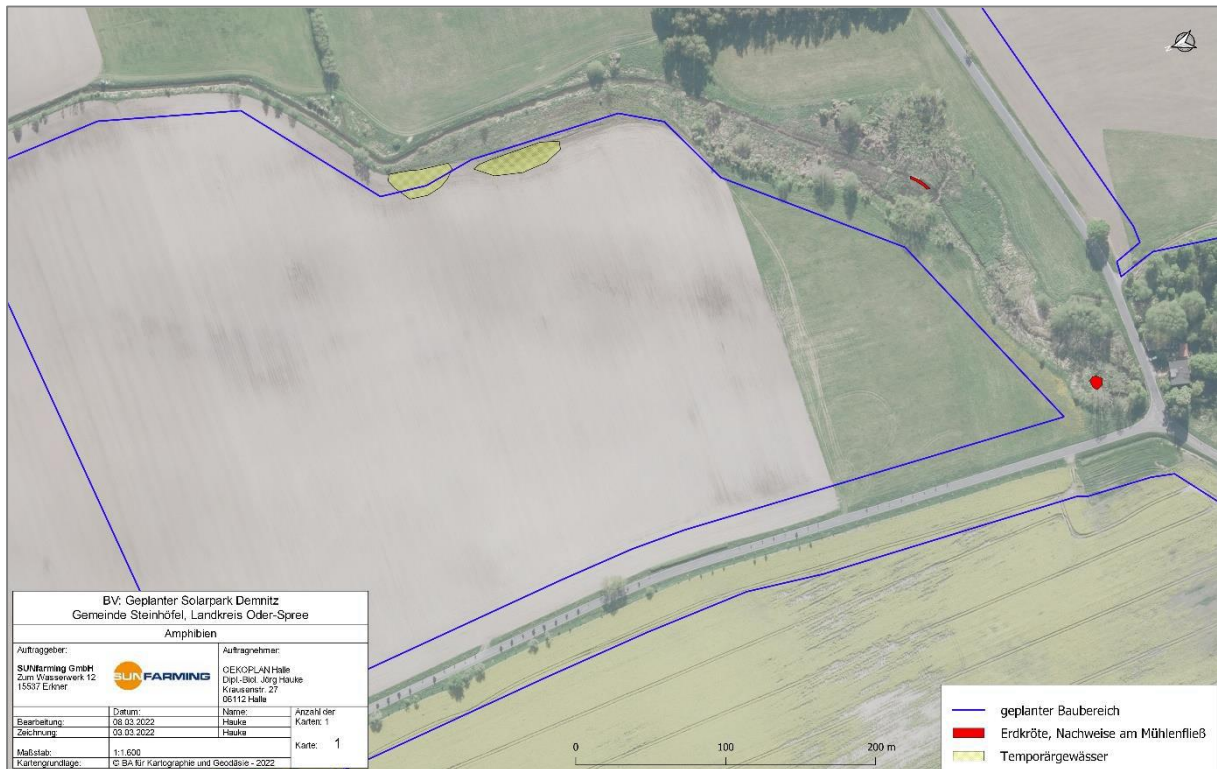 BV: Geplanter Solarpark Demnitz
Gemeinde Steinhöfel, Landkreis Oder-Spree
Amphibien
Auftraggeber:
SUNfarming GmbH
Zum Wasserwerk 12
15537 Erkner
SUNFARMING
Auftragnehmer:
OEKOPLAN Halle
Dipl.-Biol. Jörg Hauke
Krausenstr. 27
06112 Halle
Datum: Name: Anzahl der
Karten: 1
Bearbeitung: 08.03.2022 Hauke
Zeichnung: 03.03.2022 Hauke
Karte: 1
Maßstab: 1:1.600
Kartengrundlage: © BA für Kartographie und Geodäsie - 2022
0 100 200 m
geplanter Baubereich
Erdkröte, Nachweise am Mühlenfließ
Temporärgewässer